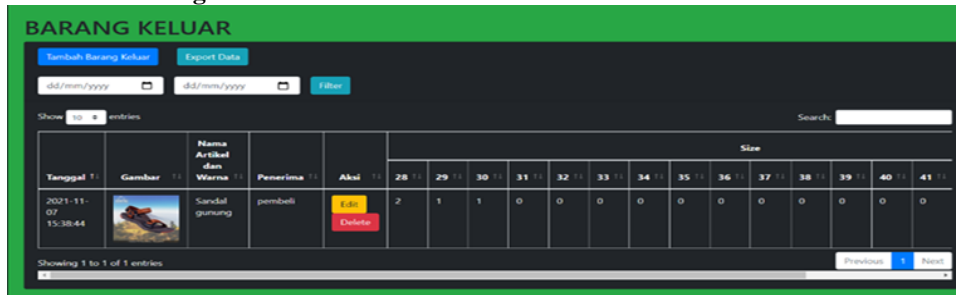 BARANG KELUAR
Tambah Barang Keluar Export Data
dd/mm/yyyy dd/mm/yyyy Filter
Show 10 entries Search:
Tanggal Gambar Nama Artikel dan Warna Penerima Aksi Size
28 29 30 31 32 33 34 35 36 37 38 39 40 41
2021-11-07 15:38:44 Sandal gunung pembeli Edit Delete 2 1 1 0 0 0 0 0 0 0 0 0 0 0
Showing 1 to 1 of 1 entries Previous 1 Next